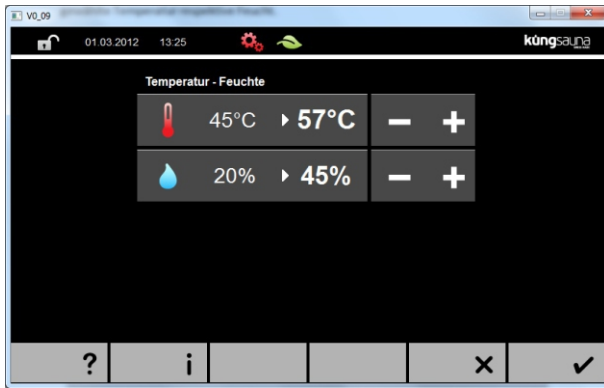 V0_09
01.03.2012 13:25 küngsauna
Temperatur - Feuchte
45°C 57°C − +
20% 45% − +
? i